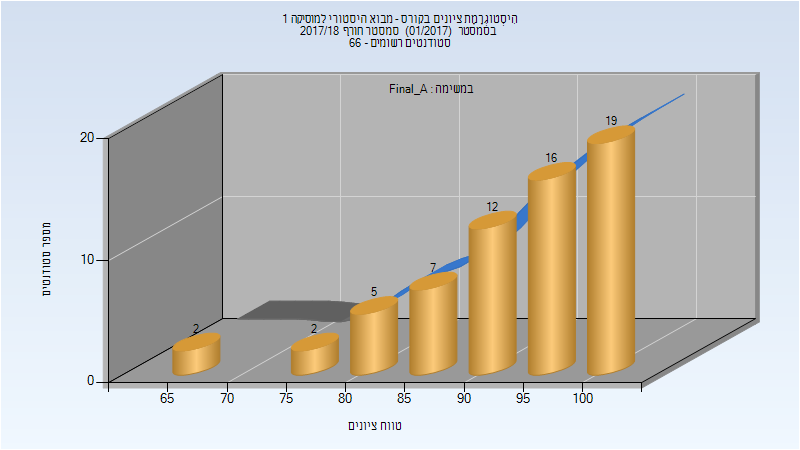 היסטוגרמת ציונים בקורס - מבוא היסטורי למוסיקה 1
בסמסטר (01/2017) סמסטר חורף 2017/18
סטודנטים רשומים - 66
במשימה : Final_A
19
16
12
7
5
2
2
20
10
0
מספר סטודנטים
65 70 75 80 85 90 95 100
טווח ציונים